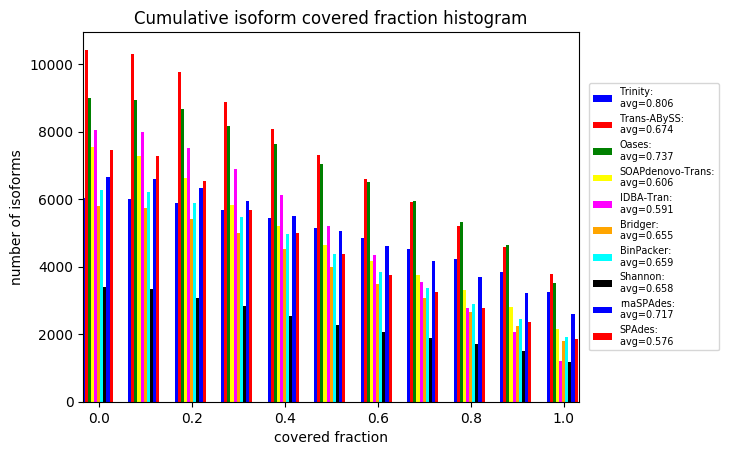 Cumulative isoform covered fraction histogram
number of isoforms
10000
8000
6000
4000
2000
0
0.0 0.2 0.4 0.6 0.8 1.0
covered fraction
Trinity:
avg=0.806
Trans-ABySS:
avg=0.674
Oases:
avg=0.737
SOAPdenovo-Trans:
avg=0.606
IDBA-Tran:
avg=0.591
Bridger:
avg=0.655
BinPacker:
avg=0.659
Shannon:
avg=0.658
rnaSPAdes:
avg=0.717
SPAdes:
avg=0.576